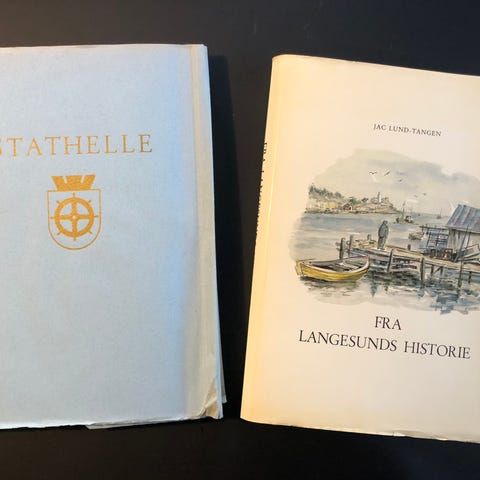 STATHELLE
JAC LUND-TANGEN
FRA
LANGESUNDS HISTORIE